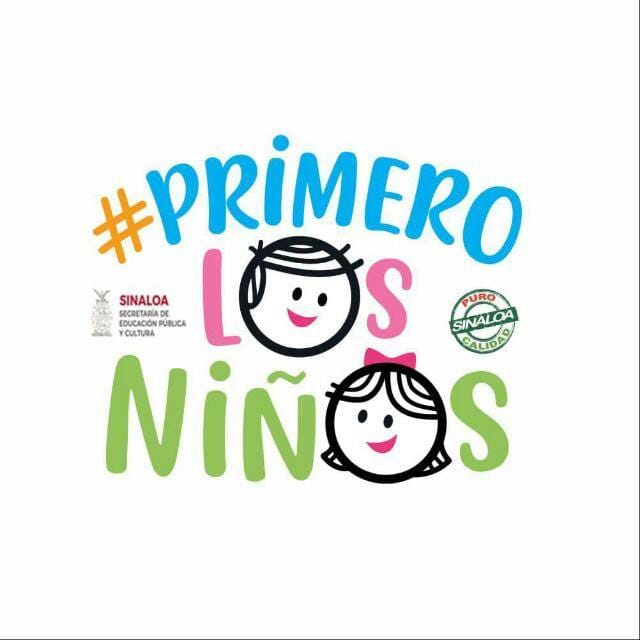 #PRIMERO
LOS
NIÑOS
SINALOA
SECRETARÍA DE
EDUCACIÓN PÚBLICA
Y CULTURA
PURO
SINALOA
CALIDAD